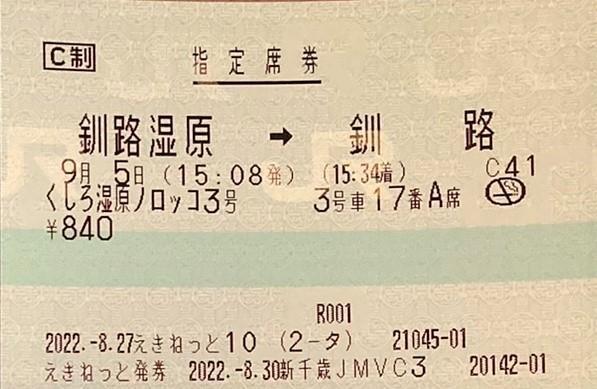 C制 指定席券
釧路湿原 → 釧路
9月 5日 (15:08発) (15:34着) C41
くしろ湿原ノロッコ3号 3号車17番A席
¥840
R001
2022.-8.27えきねっと10 (2-タ) 21045-01
えきねっと発券 2022.-8.30新千歳JMVC3 20142-01